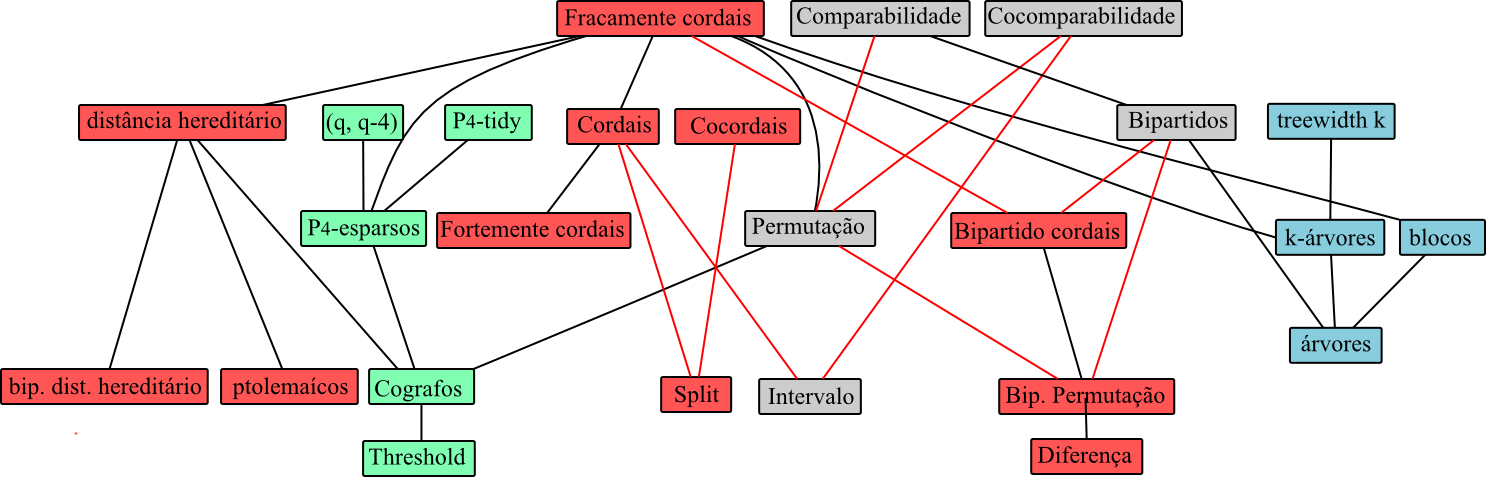 Fracamente cordais
Comparabilidade
Cocomparabilidade
distância hereditário
(q, q-4)
P4-tidy
Cordais
Cocordais
Bipartidos
treewidth k
P4-esparsos
Fortemente cordais
Permutação
Bipartido cordais
k-árvores
blocos
árvores
bip. dist. hereditário
ptolemaícos
Cografos
Split
Intervalo
Bip. Permutação
Threshold
Diferença